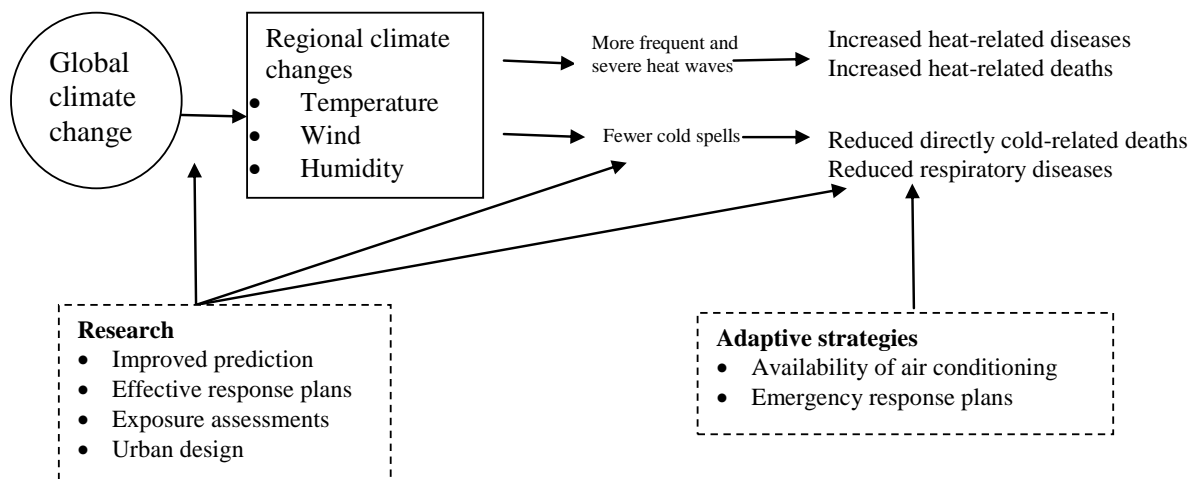 Global
climate
change
Regional climate
changes
• Temperature
• Wind
• Humidity
More frequent and
severe heat waves
Increased heat-related diseases
Increased heat-related deaths
Fewer cold spells
Reduced directly cold-related deaths
Reduced respiratory diseases
Research
• Improved prediction
• Effective response plans
• Exposure assessments
• Urban design
Adaptive strategies
• Availability of air conditioning
• Emergency response plans